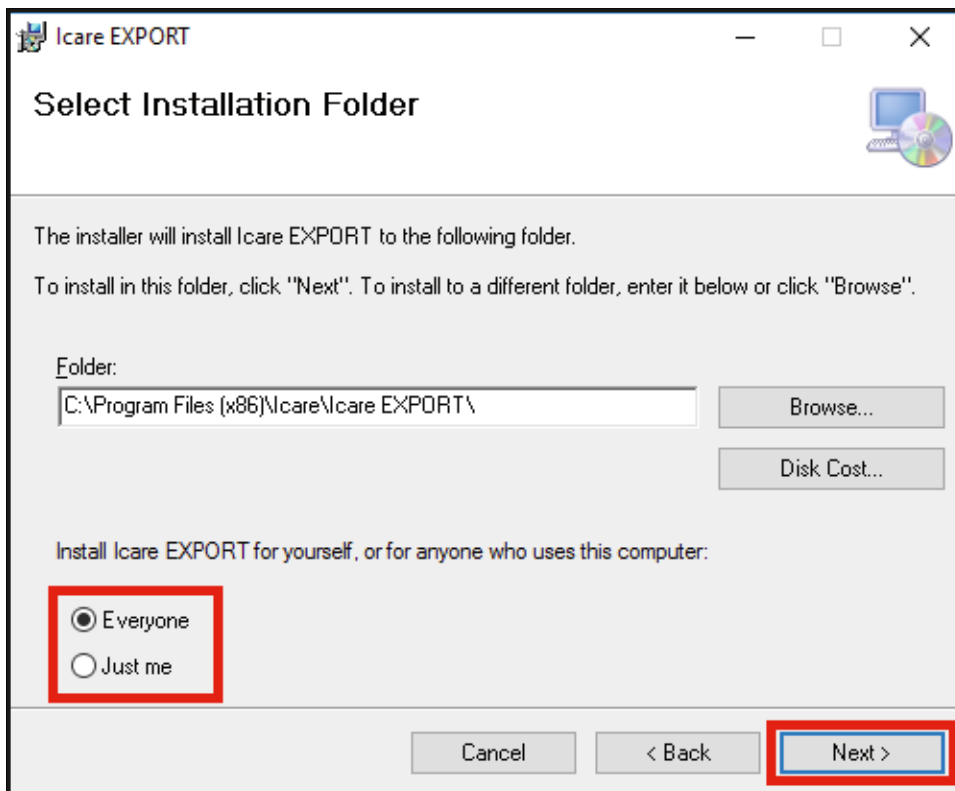 Icare EXPORT
Select Installation Folder
The installer will install Icare EXPORT to the following folder.
To install in this folder, click "Next". To install to a different folder, enter it below or click "Browse".
Folder:
C:\Program Files (x86)\Icare\Icare EXPORT\
Browse...
Disk Cost...
Install Icare EXPORT for yourself, or for anyone who uses this computer:
Everyone
Just me
Cancel
< Back
Next >